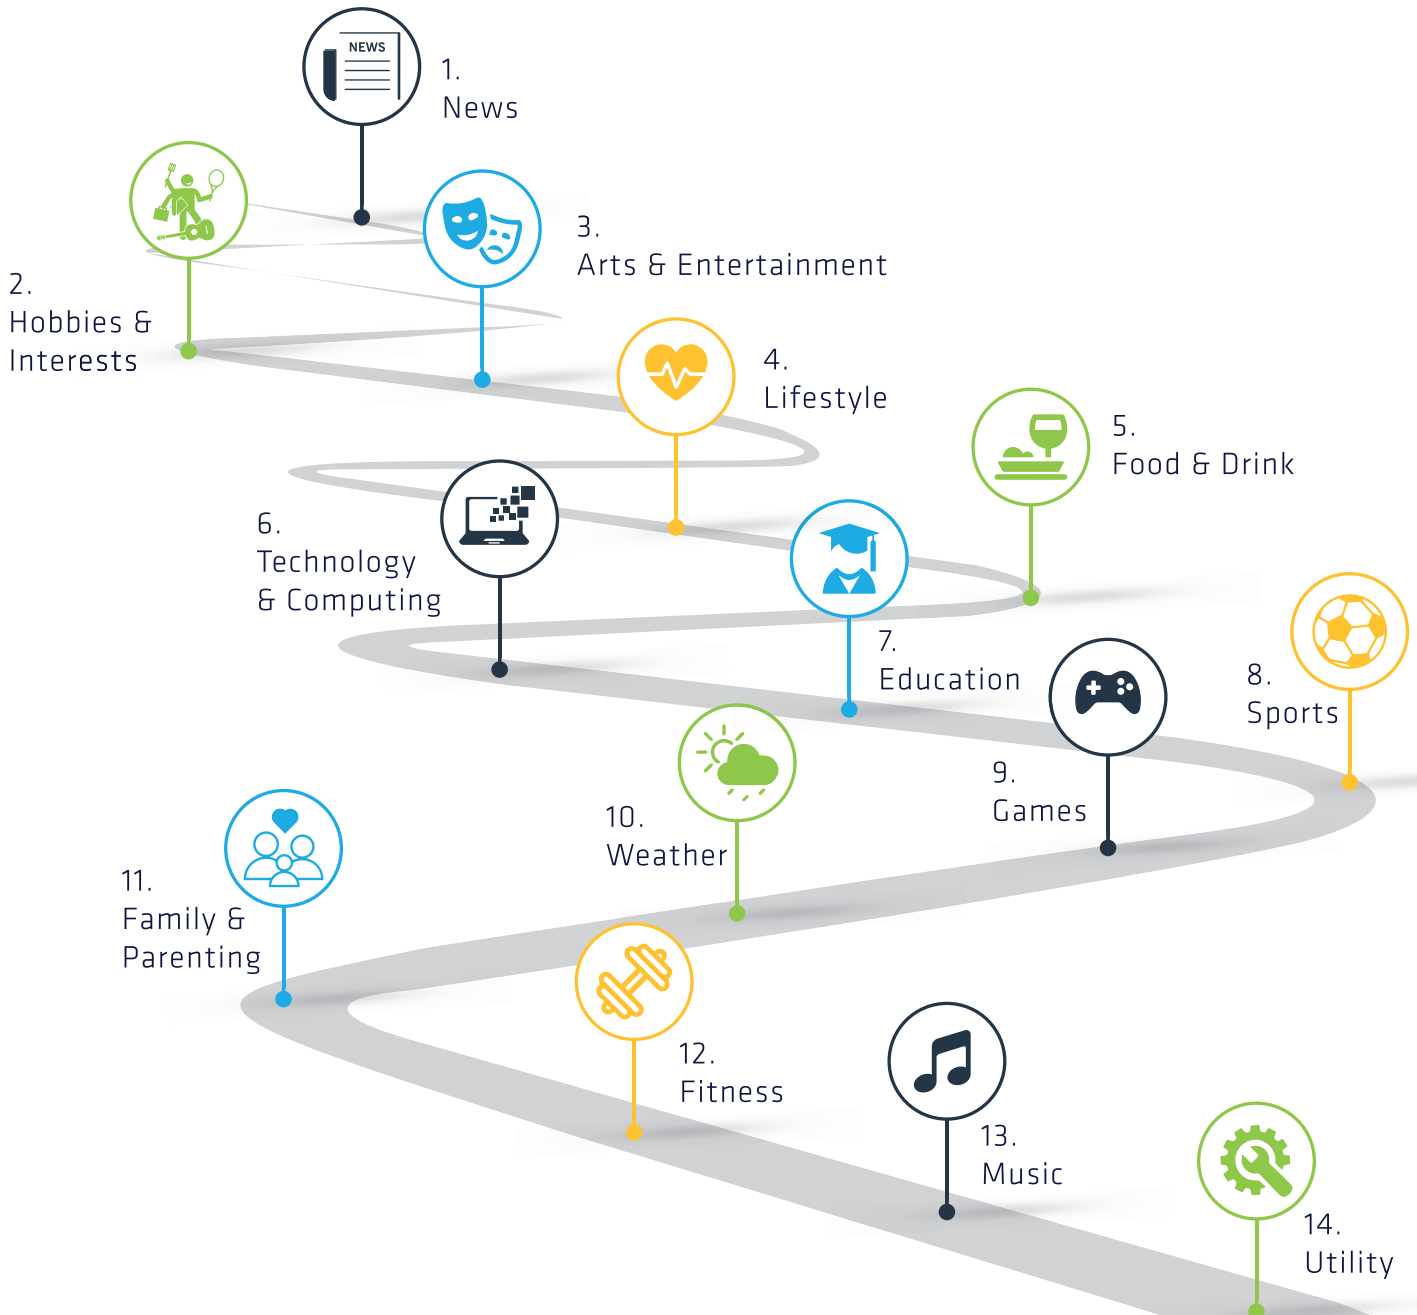 NEWS
1.
News
2.
Hobbies &
Interests
3.
Arts & Entertainment
4.
Lifestyle
5.
Food & Drink
6.
Technology
& Computing
7.
Education
8.
Sports
9.
Games
10.
Weather
11.
Family &
Parenting
12.
Fitness
13.
Music
14.
Utility